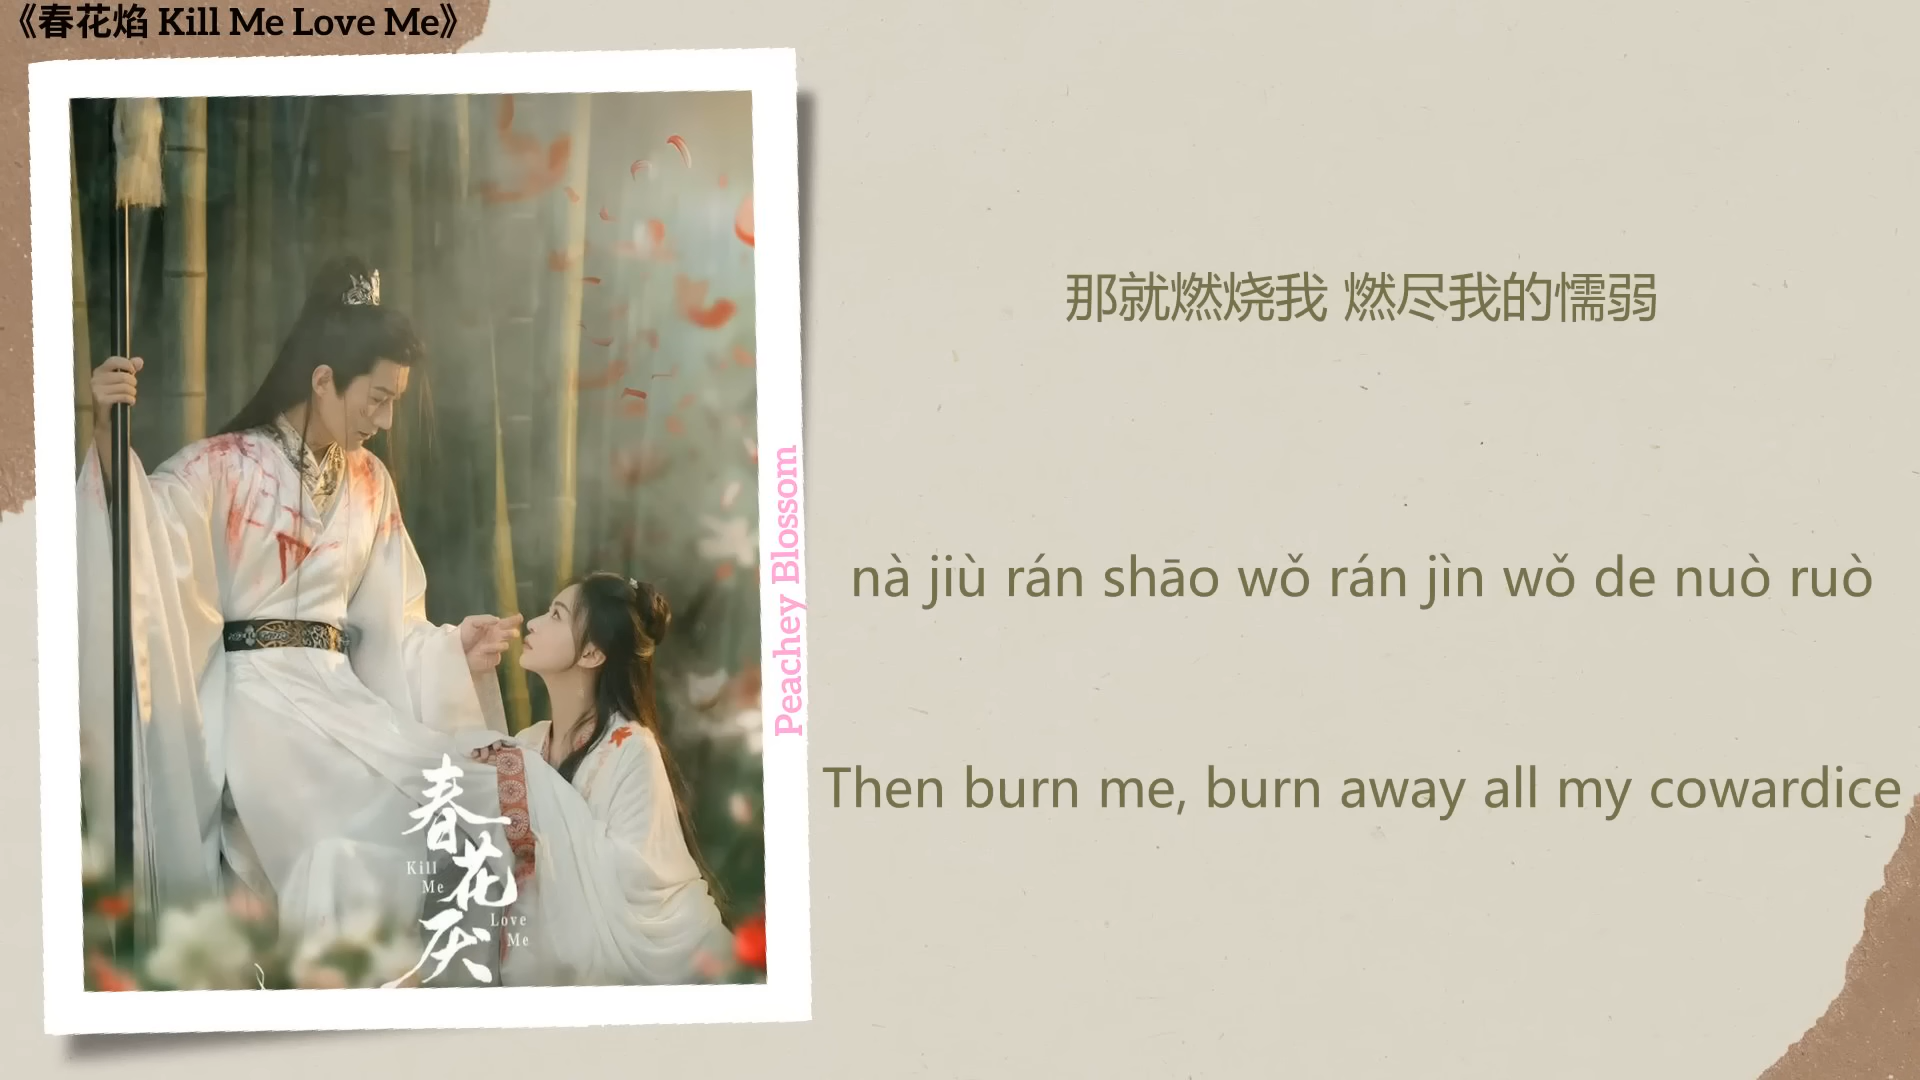 《春花焰 Kill Me Love Me》
那就燃烧我 燃尽我的懦弱
nà jiù rán shāo wǒ rán jìn wǒ de nuò ruò
Then burn me, burn away all my cowardice
Peachey Blossom
春
花
厌
Kill
Me
Love
Me